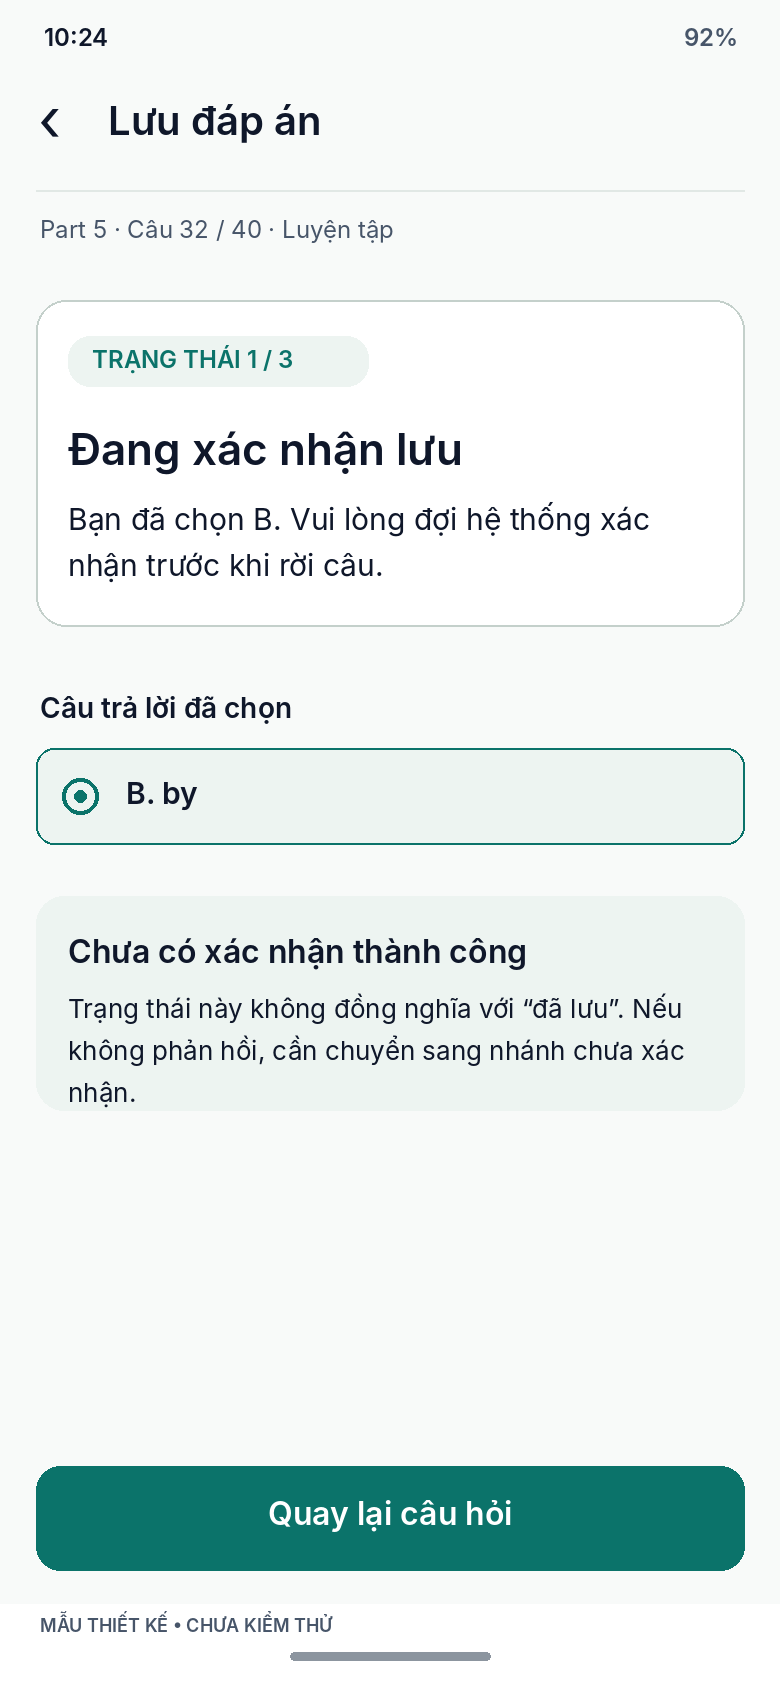 10:24
92%
Lưu đáp án
Part 5 · Câu 32 / 40 · Luyện tập
TRẠNG THÁI 1 / 3
Đang xác nhận lưu
Bạn đã chọn B. Vui lòng đợi hệ thống xác
nhận trước khi rời câu.
Câu trả lời đã chọn
B. by
Chưa có xác nhận thành công
Trạng thái này không đồng nghĩa với “đã lưu”. Nếu
không phản hồi, cần chuyển sang nhánh chưa xác
nhận.
Quay lại câu hỏi
MẪU THIẾT KẾ • CHƯA KIỂM THỬ